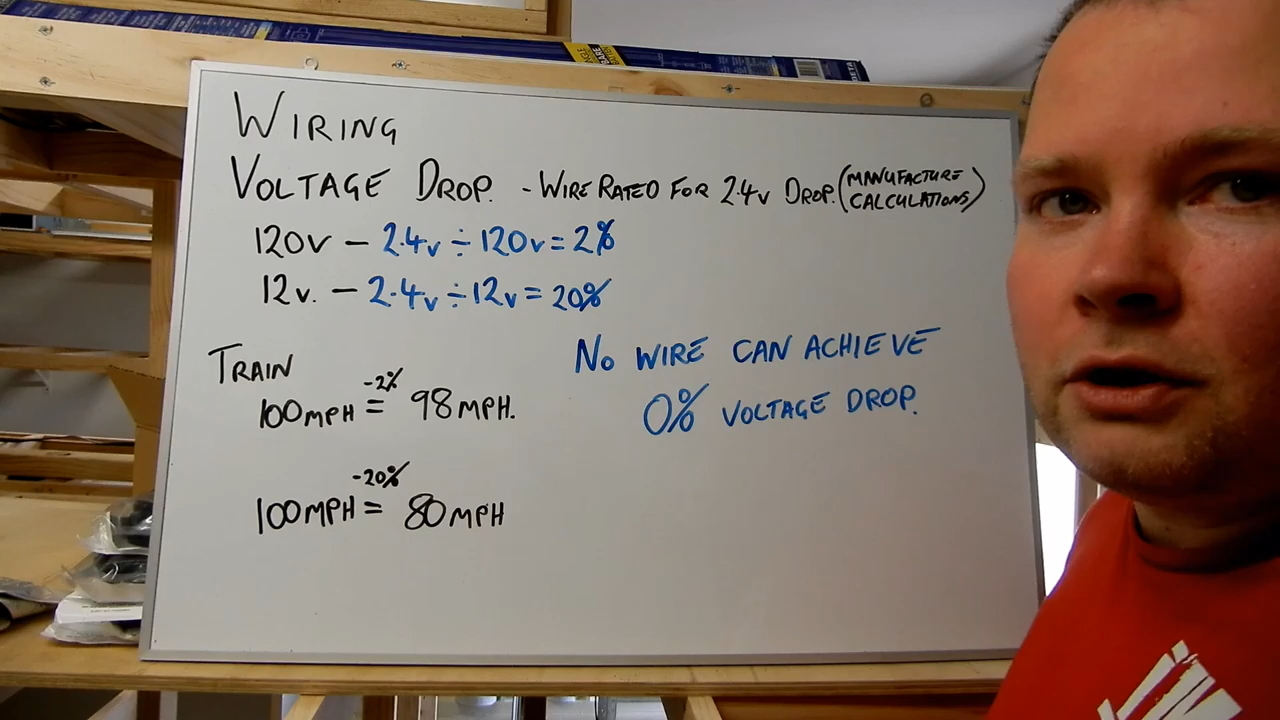 WIRING
VOLTAGE DROP. - WIRE RATED FOR 2.4V DROP. (MANUFACTURE CALCULATIONS)
120V - 2.4V ÷ 120V = 2%
12V. - 2.4V ÷ 12V = 20%
TRAIN
100MPH -2% = 98MPH.
100MPH -20% = 80MPH
NO WIRE CAN ACHIEVE
0% VOLTAGE DROP.